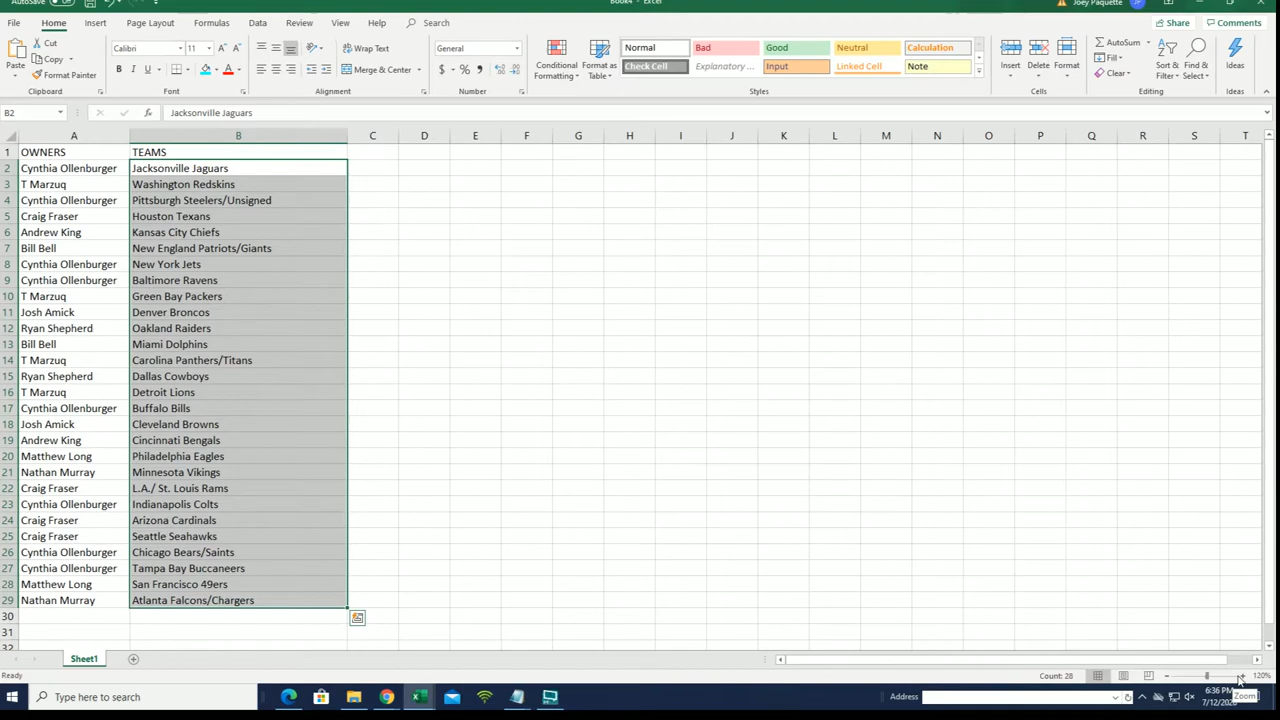 AutoSave Off Book4 - Excel Joey Paquette JP
File Home Insert Page Layout Formulas Data Review View Help Search Share Comments
Paste Cut Copy Format Painter Clipboard
Calibri 11 A A B I U A Font
Wrap Text Merge & Center Alignment
General $ % , Number
Conditional Formatting Format as Table
Normal Bad Good Neutral Calculation
Check Cell Explanatory ... Input Linked Cell Note
Styles
Insert Delete Format Cells
AutoSum Fill Clear Sort & Filter Find & Select Editing
Ideas Ideas
B2 fx Jacksonville Jaguars
A B C D E F G H I J K L M N O P Q R S T
1 OWNERS TEAMS
2 Cynthia Ollenburger Jacksonville Jaguars
3 T Marzuq Washington Redskins
4 Cynthia Ollenburger Pittsburgh Steelers/Unsigned
5 Craig Fraser Houston Texans
6 Andrew King Kansas City Chiefs
7 Bill Bell New England Patriots/Giants
8 Cynthia Ollenburger New York Jets
9 Cynthia Ollenburger Baltimore Ravens
10 T Marzuq Green Bay Packers
11 Josh Amick Denver Broncos
12 Ryan Shepherd Oakland Raiders
13 Bill Bell Miami Dolphins
14 T Marzuq Carolina Panthers/Titans
15 Ryan Shepherd Dallas Cowboys
16 T Marzuq Detroit Lions
17 Cynthia Ollenburger Buffalo Bills
18 Josh Amick Cleveland Browns
19 Andrew King Cincinnati Bengals
20 Matthew Long Philadelphia Eagles
21 Nathan Murray Minnesota Vikings
22 Craig Fraser L.A./ St. Louis Rams
23 Cynthia Ollenburger Indianapolis Colts
24 Craig Fraser Arizona Cardinals
25 Craig Fraser Seattle Seahawks
26 Cynthia Ollenburger Chicago Bears/Saints
27 Cynthia Ollenburger Tampa Bay Buccaneers
28 Matthew Long San Francisco 49ers
29 Nathan Murray Atlanta Falcons/Chargers
30
31
32
Sheet1
Ready Count: 28 120%
Type here to search Address 6:36 PM
Zoom